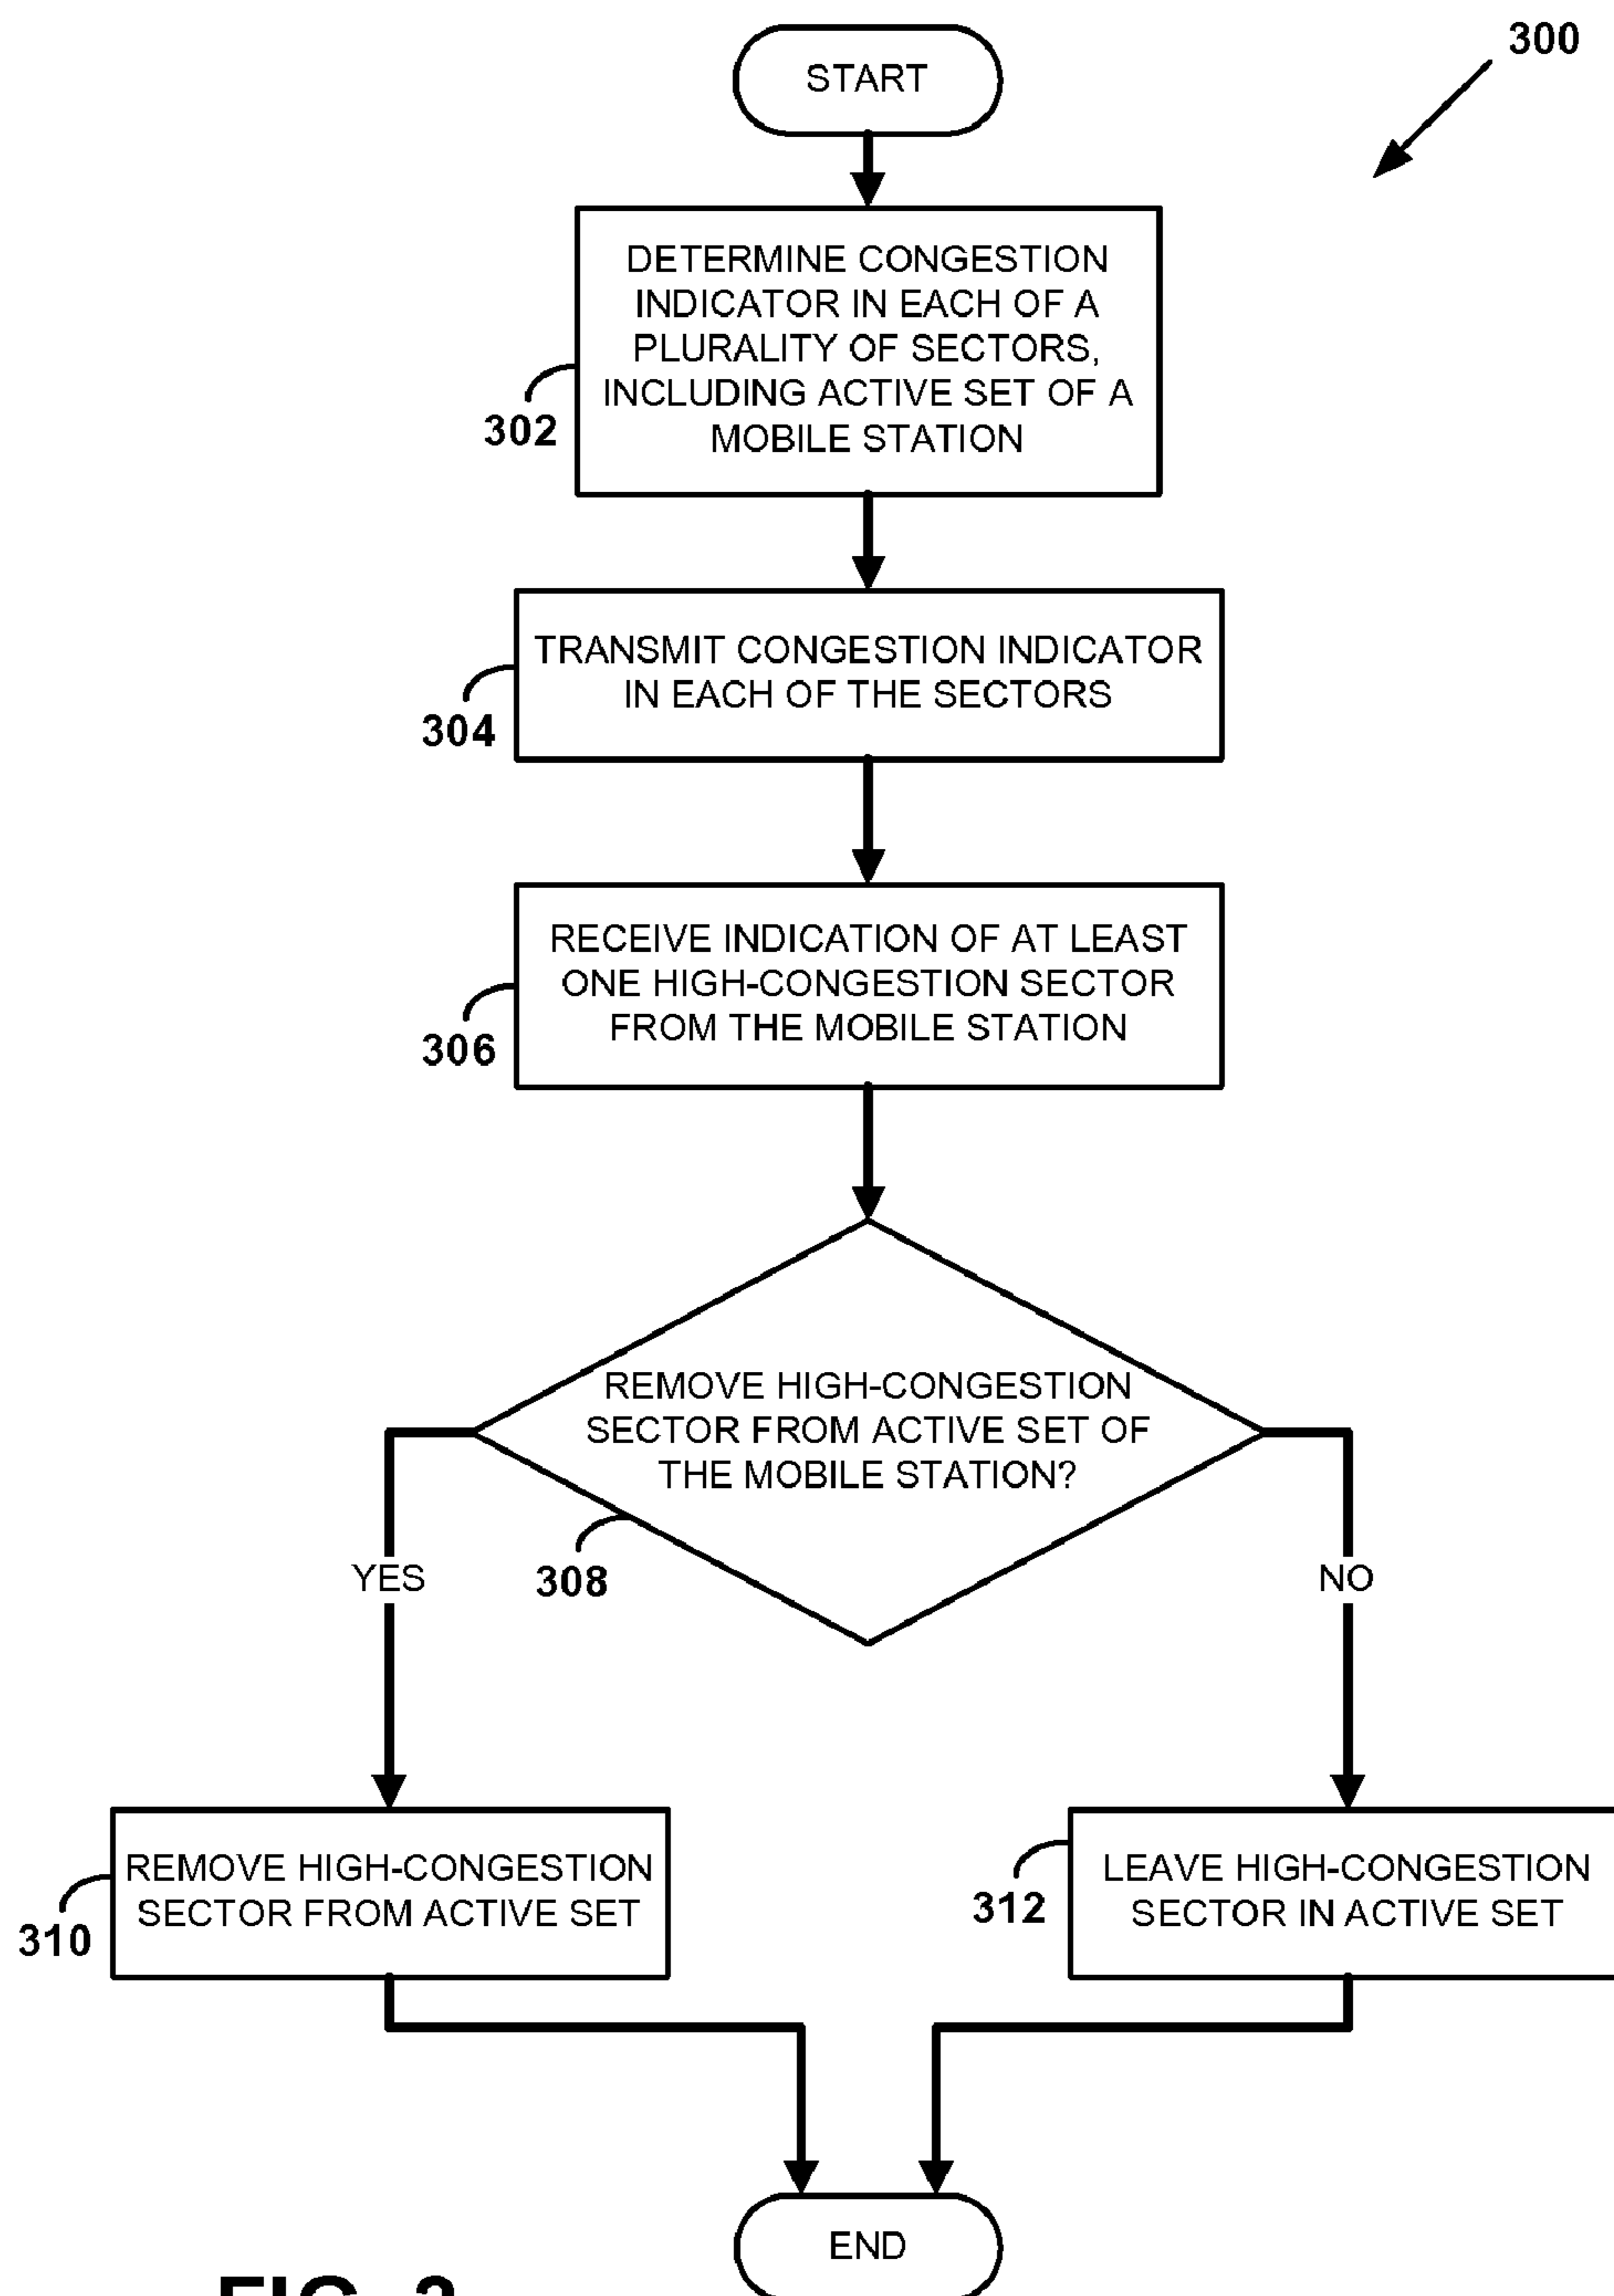 300
START
DETERMINE CONGESTION
INDICATOR IN EACH OF A
PLURALITY OF SECTORS,
INCLUDING ACTIVE SET OF A
MOBILE STATION
302
TRANSMIT CONGESTION INDICATOR
IN EACH OF THE SECTORS
304
RECEIVE INDICATION OF AT LEAST
ONE HIGH-CONGESTION SECTOR
FROM THE MOBILE STATION
306
REMOVE HIGH-CONGESTION
SECTOR FROM ACTIVE SET OF
THE MOBILE STATION?
308
YES
NO
REMOVE HIGH-CONGESTION
SECTOR FROM ACTIVE SET
310
LEAVE HIGH-CONGESTION
SECTOR IN ACTIVE SET
312
END